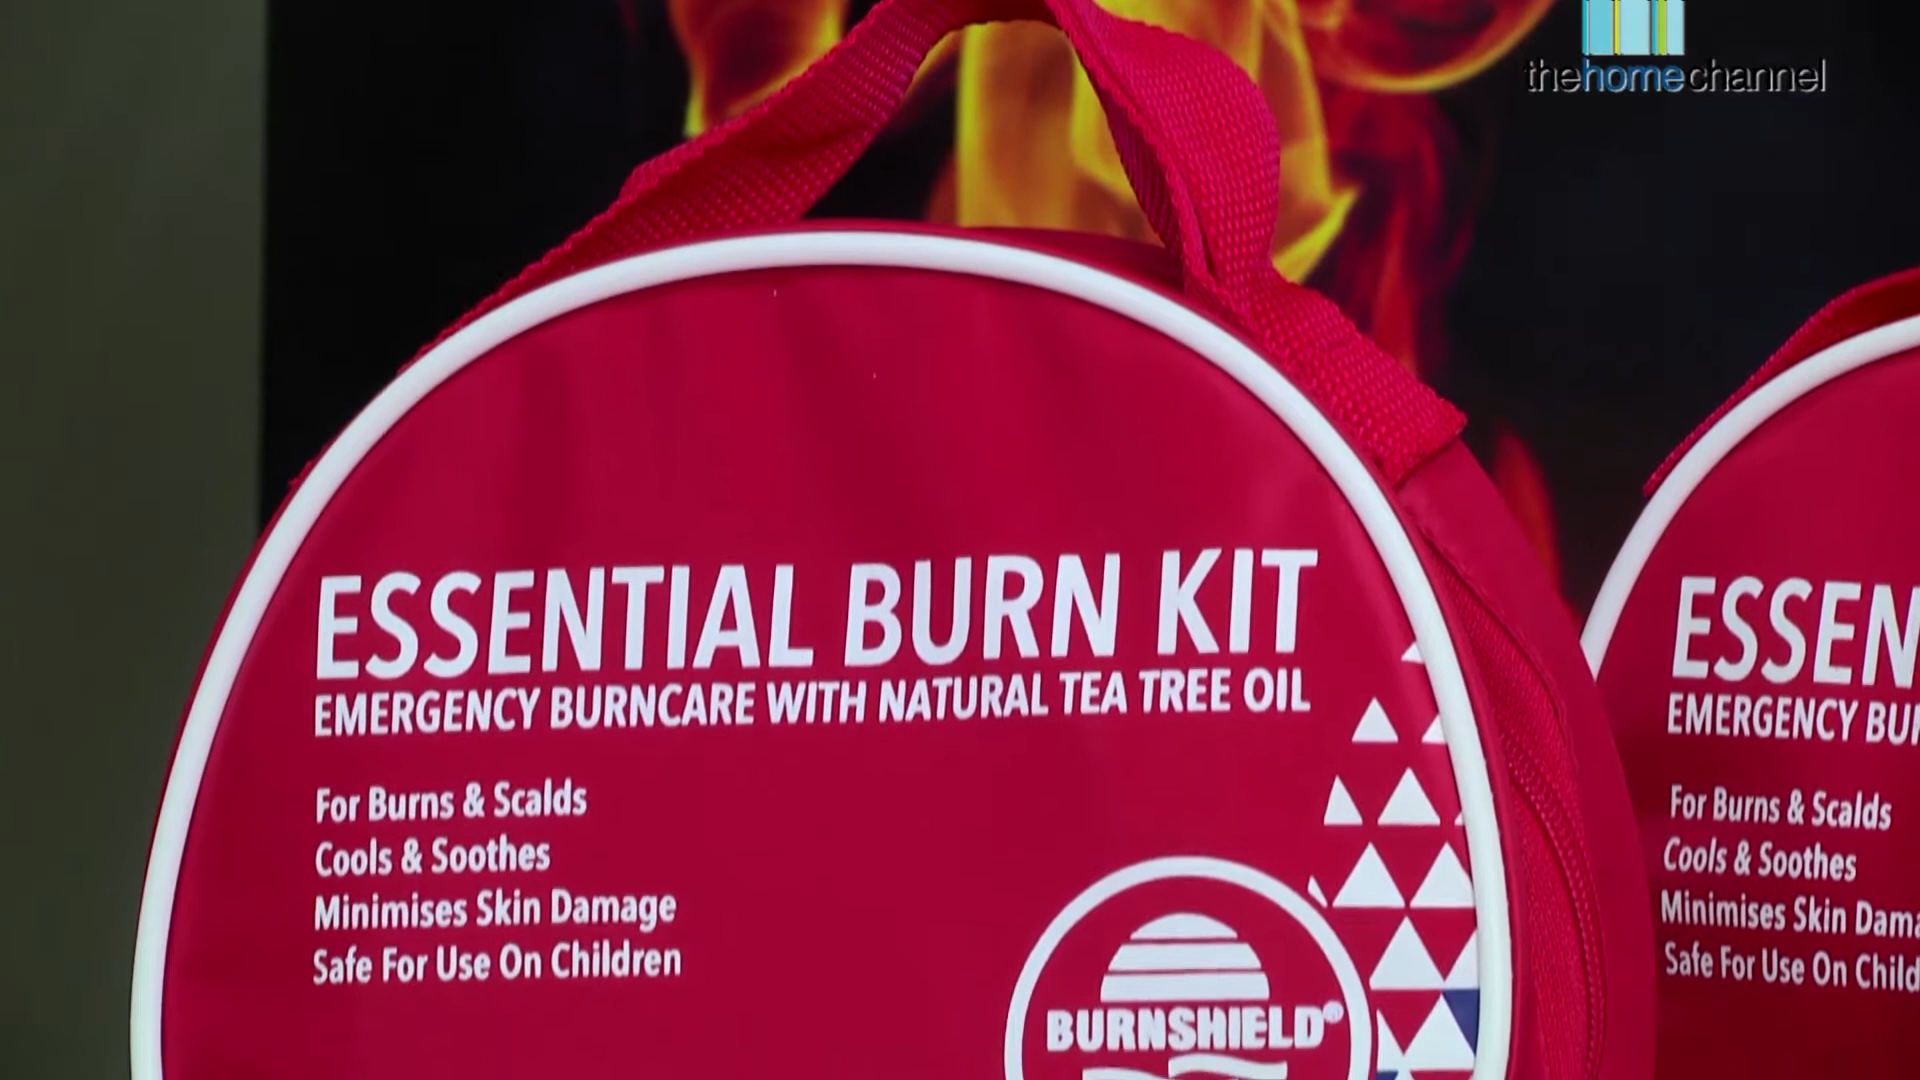 thehomechannel
ESSENTIAL BURN KIT
EMERGENCY BURNCARE WITH NATURAL TEA TREE OIL
For Burns & Scalds
Cools & Soothes
Minimises Skin Damage
Safe For Use On Children
BURNSHIELD®
ESSEN
EMERGENCY BUR
For Burns & Scalds
Cools & Soothes
Minimises Skin Dama
Safe For Use On Child